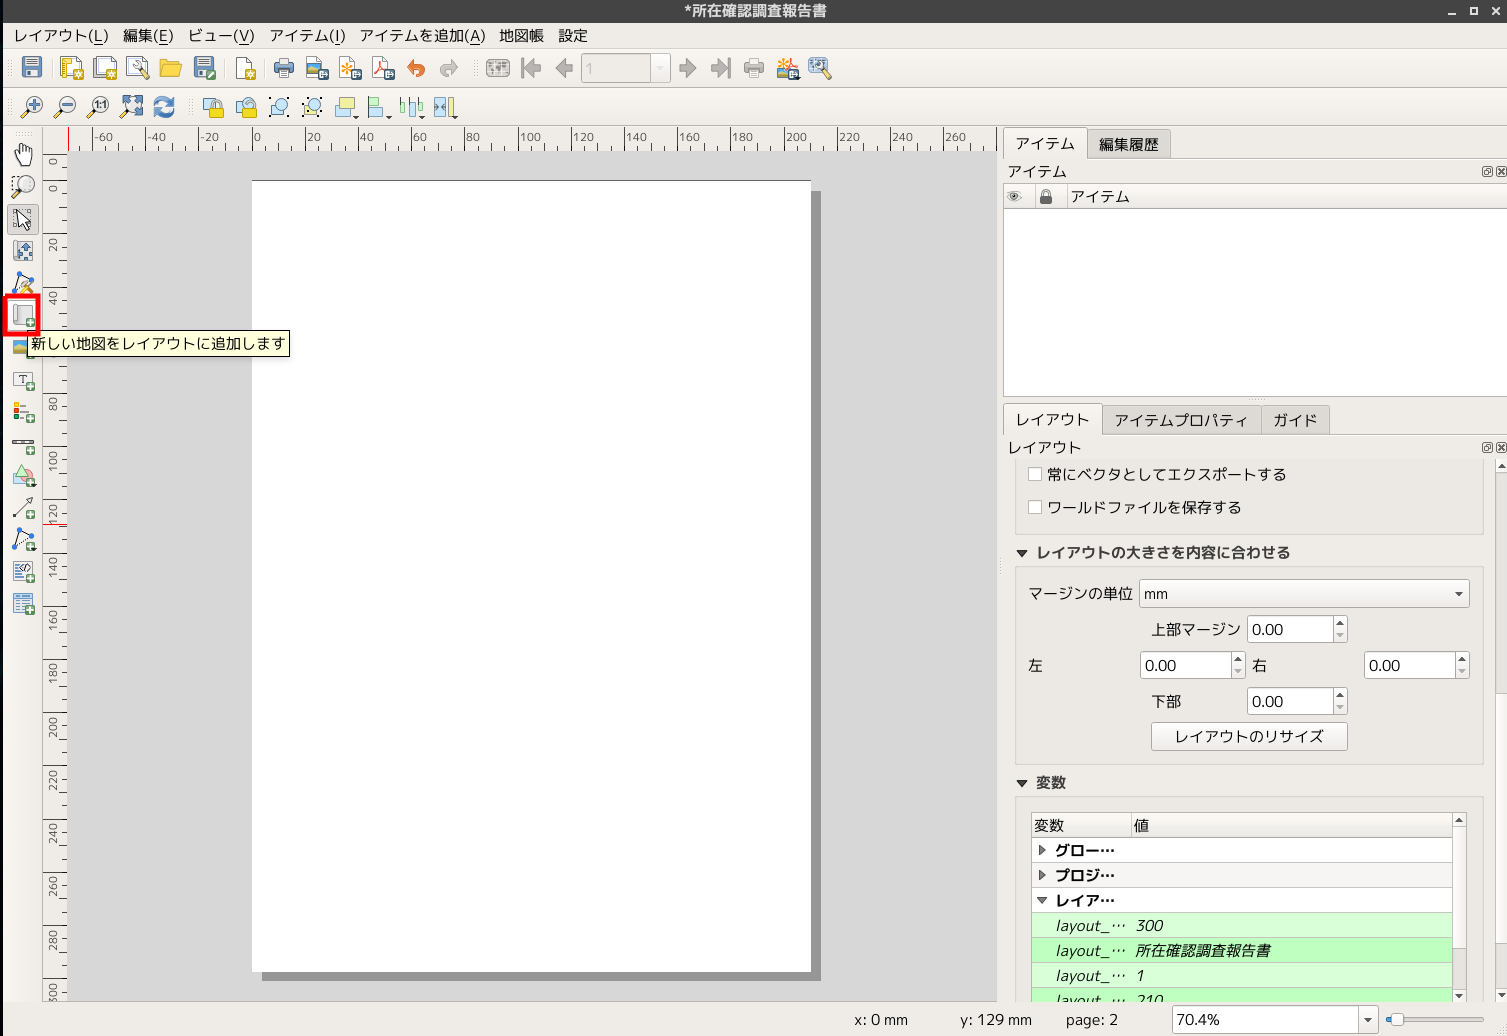 *所在確認調査報告書
レイアウト(L) 編集(E) ビュー(V) アイテム(I) アイテムを追加(A) 地図帳 設定
1
1:1
-60 -40 -20 0 20 40 60 80 100 120 140 160 180 200 220 240 260
0
0
20
40
80
100
120
140
160
180
200
220
240
260
280
300
新しい地図をレイアウトに追加します
アイテム 編集履歴
アイテム
アイテム
レイアウト アイテムプロパティ ガイド
レイアウト
常にベクタとしてエクスポートする
ワールドファイルを保存する
レイアウトの大きさを内容に合わせる
マージンの単位 mm
上部マージン 0.00
左 0.00 右 0.00
下部 0.00
レイアウトのリサイズ
変数
変数 値
グロー…
プロジ…
レイア…
layout_… 300
layout_… 所在確認調査報告書
layout_… 1
layout_… 210
x: 0 mm y: 129 mm page: 2 70.4%